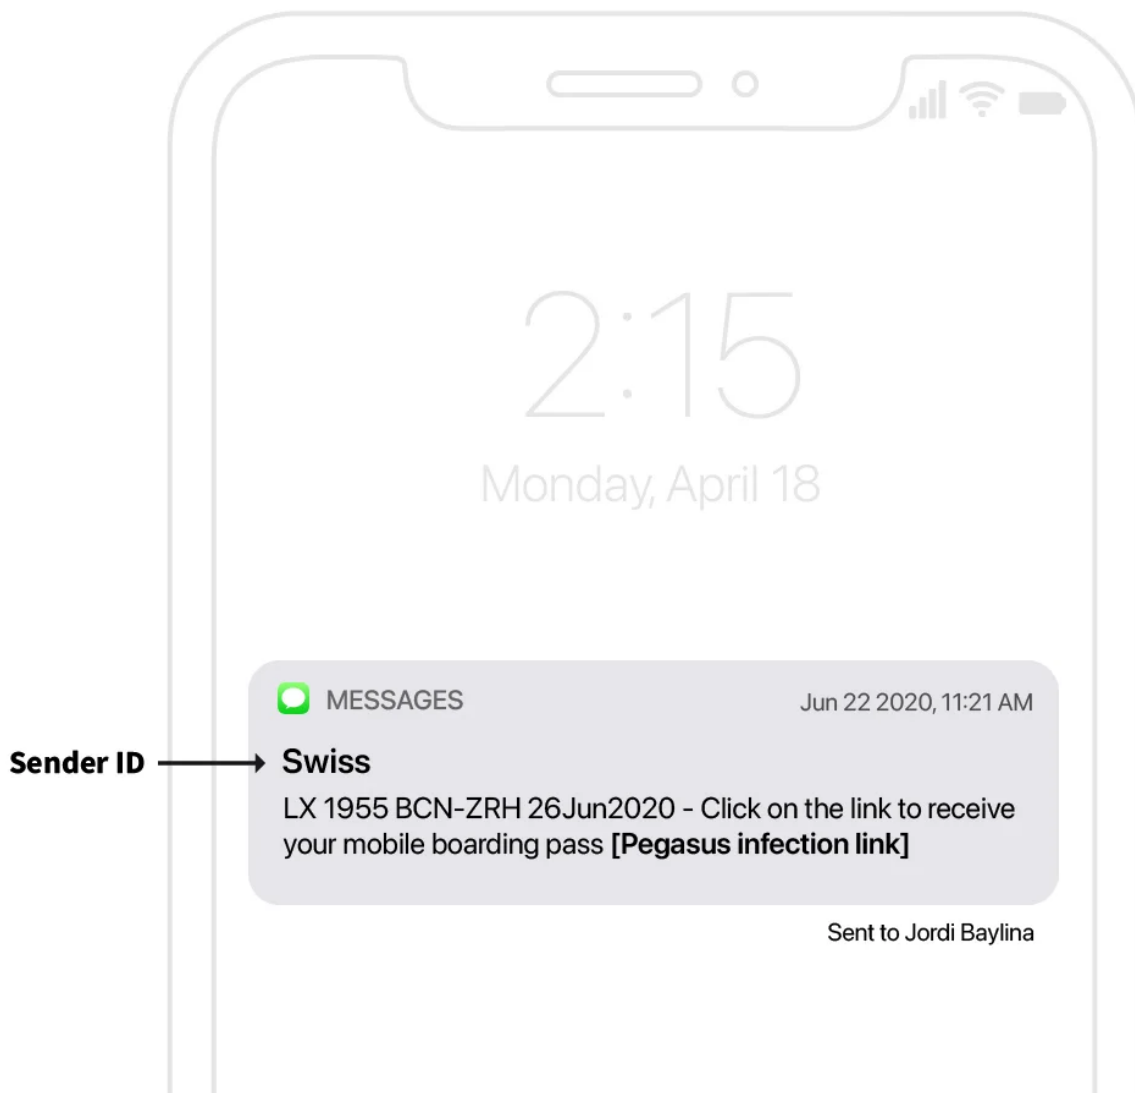 2:15
Monday, April 18
MESSAGES
Jun 22 2020, 11:21 AM
Sender ID
Swiss
LX 1955 BCN-ZRH 26Jun2020 - Click on the link to receive
your mobile boarding pass [Pegasus infection link]
Sent to Jordi Baylina